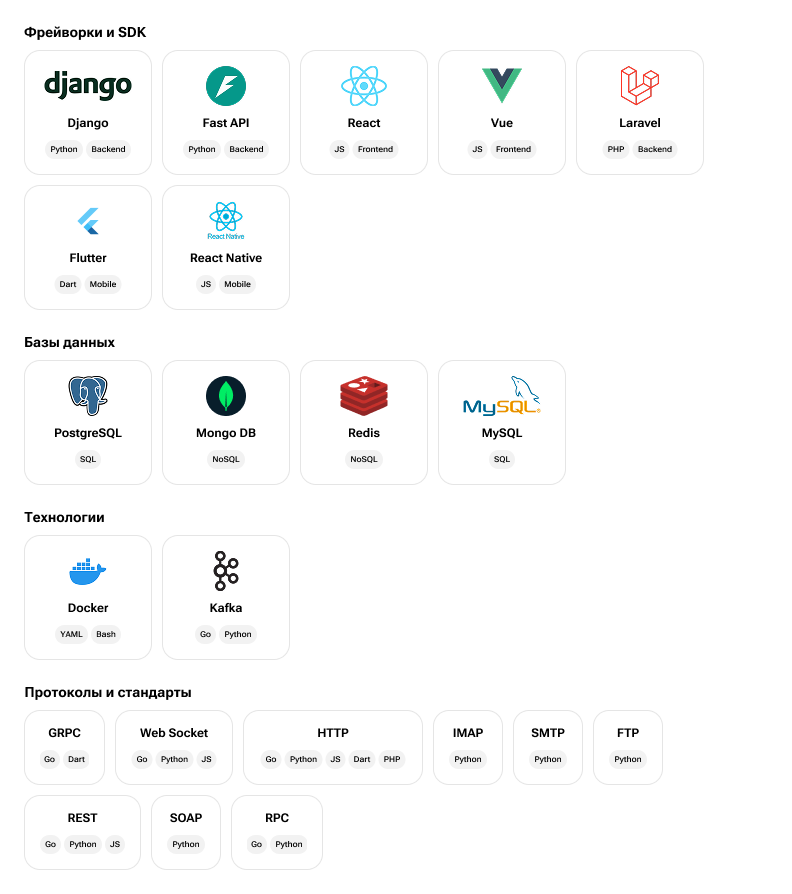 Фреймворки и SDK
django
Django
Python Backend
Fast API
Python Backend
React
JS Frontend
Vue
JS Frontend
Laravel
PHP Backend
Flutter
Dart Mobile
React Native
React Native
JS Mobile
Базы данных
PostgreSQL
SQL
Mongo DB
NoSQL
Redis
NoSQL
MySQL®
MySQL
SQL
Технологии
Docker
YAML Bash
Kafka
Go Python
Протоколы и стандарты
GRPC
Go Dart
Web Socket
Go Python JS
HTTP
Go Python JS Dart PHP
IMAP
Python
SMTP
Python
FTP
Python
REST
Go Python JS
SOAP
Python
RPC
Go Python